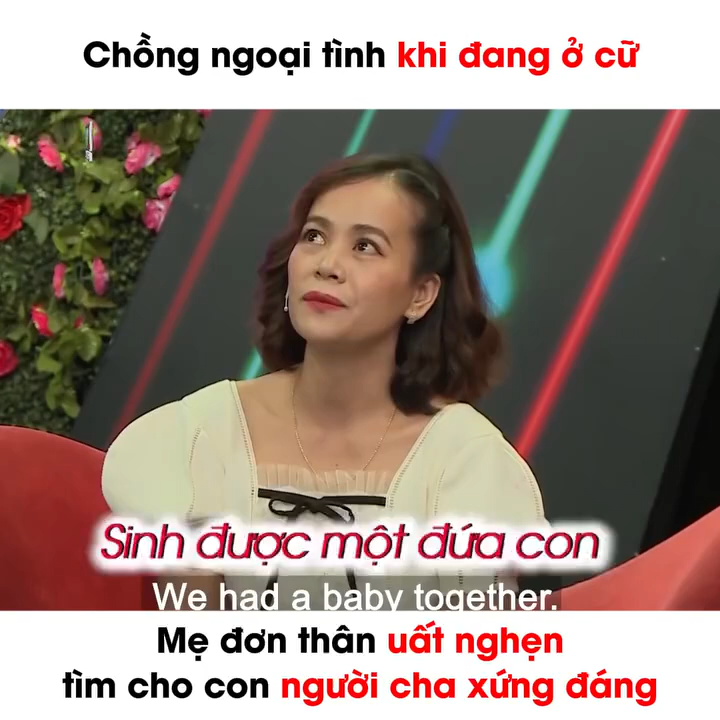 Chồng ngoại tình khi đang ở cữ
Sinh được một đứa con
We had a baby together.
Mẹ đơn thân uất nghẹn
tìm cho con người cha xứng đáng